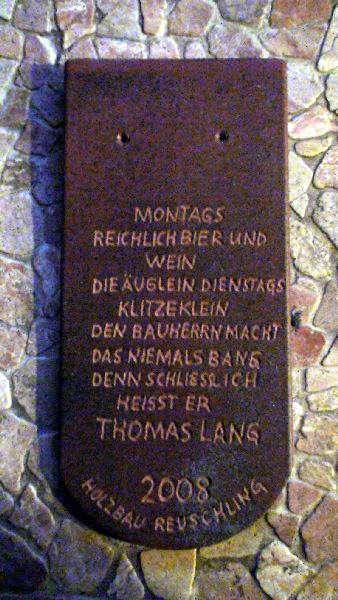 MONTAGS
REICHLICH BIER UND
WEIN
DIE ÄUGLEIN DIENSTAGS
KLITZEKLEIN
DEN BAUHERRN MACHT
DAS NIEMALS BANG
DENN SCHLIESSLICH
HEISST ER
THOMAS LANG
2008
HOLZBAU REUSCHLING